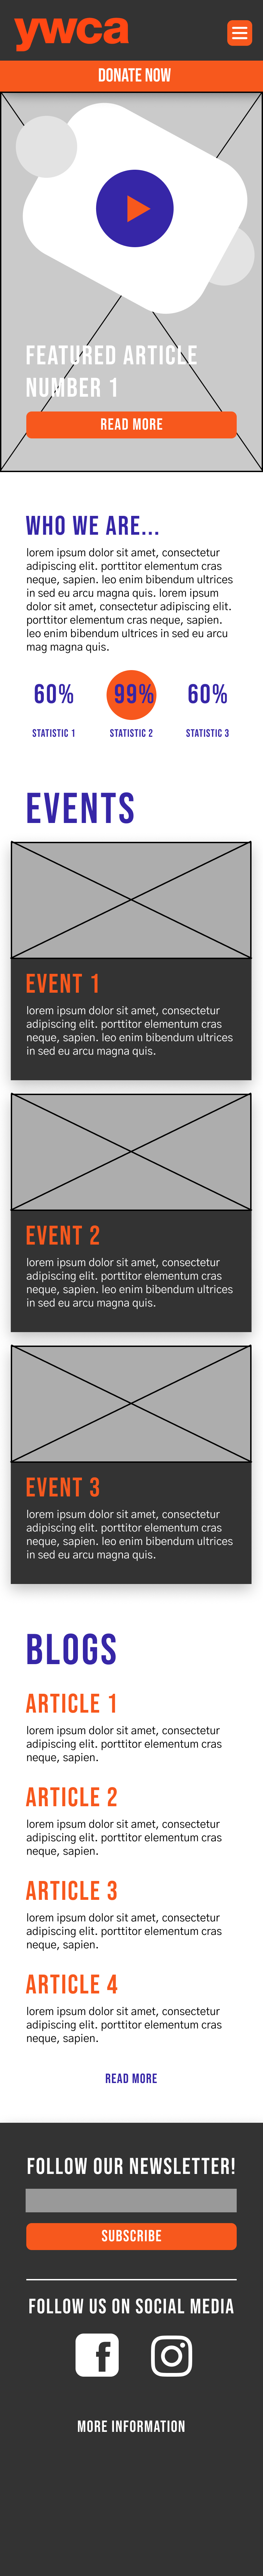 ywca
DONATE NOW
FEATURED ARTICLE
NUMBER 1
READ MORE
WHO WE ARE...
lorem ipsum dolor sit amet, consectetur
adipiscing elit. porttitor elementum cras
neque, sapien. leo enim bibendum ultrices
in sed eu arcu magna quis. lorem ipsum
dolor sit amet, consectetur adipiscing elit.
porttitor elementum cras neque, sapien.
leo enim bibendum ultrices in sed eu arcu
mag magna quis.
60% 99% 60%
STATISTIC 1 STATISTIC 2 STATISTIC 3
EVENTS
EVENT 1
lorem ipsum dolor sit amet, consectetur
adipiscing elit. porttitor elementum cras
neque, sapien. leo enim bibendum ultrices
in sed eu arcu magna quis.
EVENT 2
lorem ipsum dolor sit amet, consectetur
adipiscing elit. porttitor elementum cras
neque, sapien. leo enim bibendum ultrices
in sed eu arcu magna quis.
EVENT 3
lorem ipsum dolor sit amet, consectetur
adipiscing elit. porttitor elementum cras
neque, sapien. leo enim bibendum ultrices
in sed eu arcu magna quis.
BLOGS
ARTICLE 1
lorem ipsum dolor sit amet, consectetur
adipiscing elit. porttitor elementum cras
neque, sapien.
ARTICLE 2
lorem ipsum dolor sit amet, consectetur
adipiscing elit. porttitor elementum cras
neque, sapien.
ARTICLE 3
lorem ipsum dolor sit amet, consectetur
adipiscing elit. porttitor elementum cras
neque, sapien.
ARTICLE 4
lorem ipsum dolor sit amet, consectetur
adipiscing elit. porttitor elementum cras
neque, sapien.
READ MORE
FOLLOW OUR NEWSLETTER!
SUBSCRIBE
FOLLOW US ON SOCIAL MEDIA
MORE INFORMATION